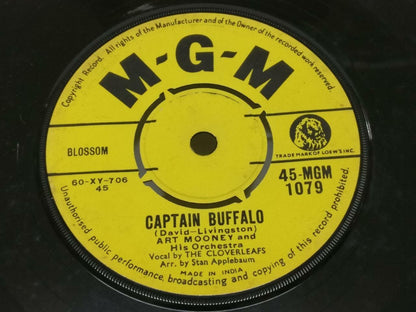 Copyright Record. All rights of the Manufacturer and of the Owner of the recorded work reserved.
M-G-M
BLOSSOM
TRADE MARK OF LOEW'S INC.
60-XY-706
45
45-MGM
1079
CAPTAIN BUFFALO
(David-Livingston)
ART MOONEY and
His Orchestra
Vocal by THE CLOVERLEAFS
Arr. by Stan Applebaum
MADE IN INDIA
Unauthorised public performance, broadcasting and copying of this record prohibited.